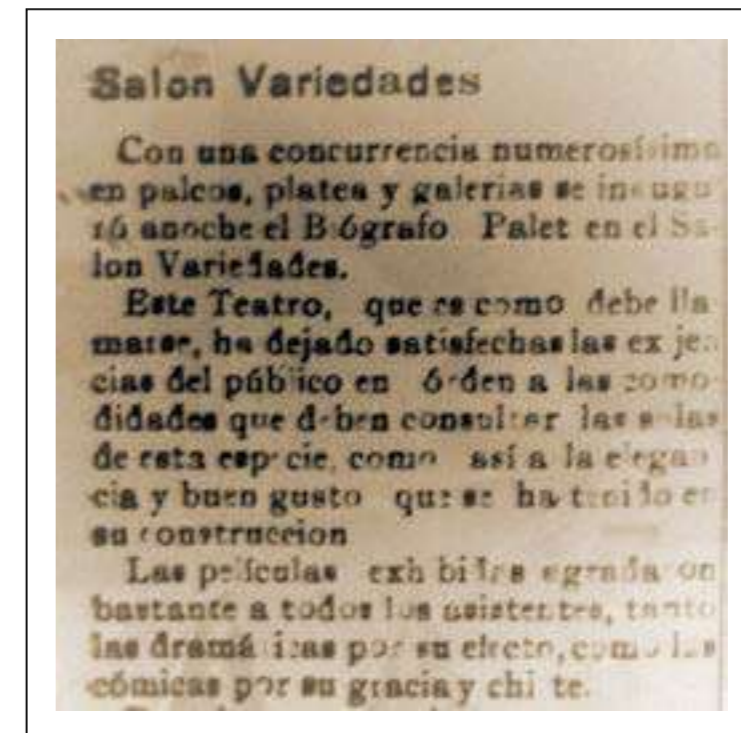 Salon Variedades
Con una concurrencia numerosísima
en palcos, platea y galerias se inaugu
ró anoche el Biógrafo Palet en el Sa-
lon Variedades.
Este Teatro, que es como debe lla
marse, ha dejado satisfechas las exijen
cias del público en órden a las como
didades que deben consultar las salas
de esta especie, como así a la elegan
cia y buen gusto que se ha tenido en
su construccion
Las películas exhibidas agradaron
bastante a todos los asistentes, tanto
las dramáticas por su efecto, como las
cómicas por su gracia y chiste.